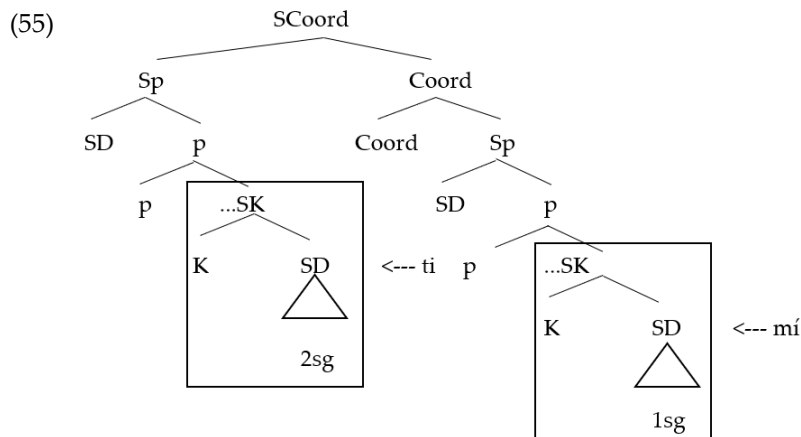 (55) SCoord
Sp Coord
SD p Coord Sp
p ...SK SD p
K SD <--- ti p ...SK
2sg K SD <--- mí
1sg